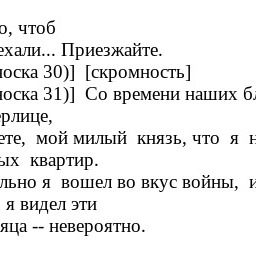 о, чтоб
ехали... Приезжайте.
носка 30)] [скромность]
носка 31)] Со времени наших бл
ерлице,
ете, мой милый князь, что я н
ых квартир.
льно я вошел во вкус войны, и
я видел эти
яца -- невероятно.